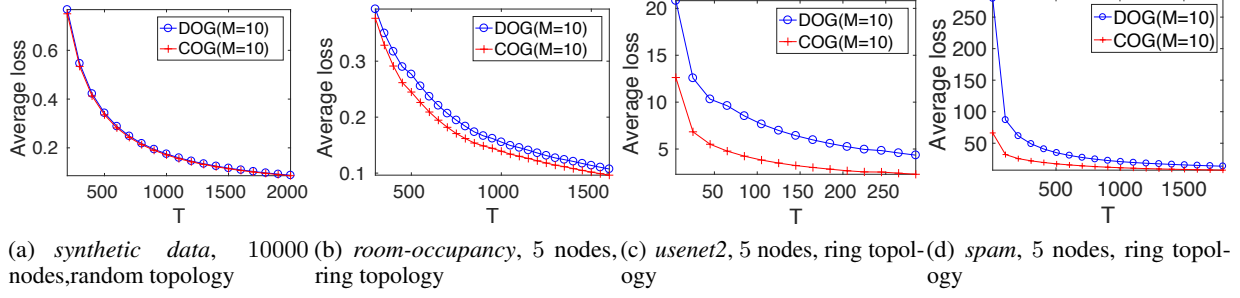 DOG(M=10)
COG(M=10)
Average loss
0.6
0.4
0.2
500
1000
1500
2000
T
DOG(M=10)
COG(M=10)
Average loss
0.3
0.2
0.1
500
1000
1500
T
DOG(M=10)
COG(M=10)
Average loss
20
15
10
5
50
100
150
200
250
T
DOG(M=10)
COG(M=10)
Average loss
250
200
150
100
50
500
1000
1500
T
(a) synthetic data, 10000
nodes,random topology
(b) room-occupancy, 5 nodes,
ring topology
(c) usenet2, 5 nodes, ring topol-
ogy
(d) spam, 5 nodes, ring topol-
ogy